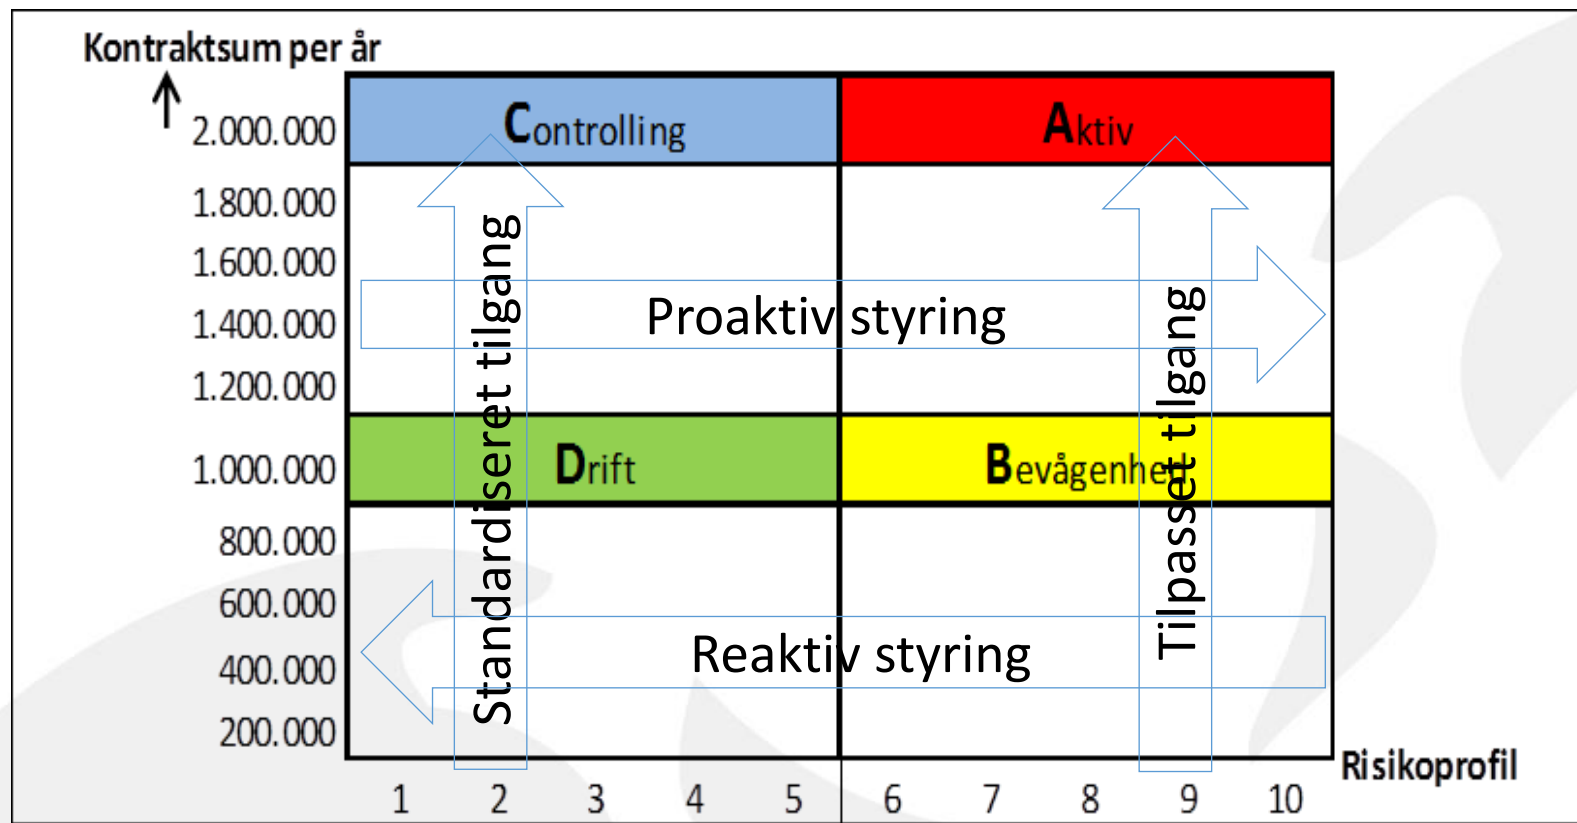 Kontraktsum per år
2.000.000
1.800.000
1.600.000
1.400.000
1.200.000
1.000.000
800.000
600.000
400.000
200.000
Controlling
Aktiv
Proaktiv styring
Drift
Bevågenhed
Reaktiv styring
Standardiseret tilgang
Tilpasset tilgang
Risikoprofil
1 2 3 4 5 6 7 8 9 10